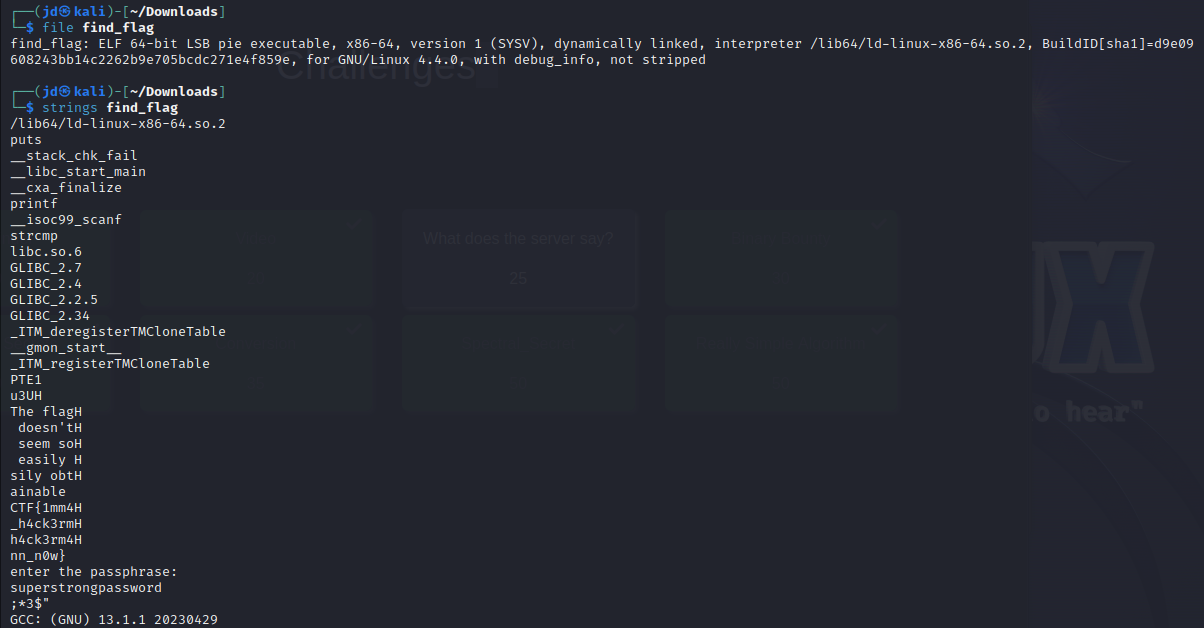 ┌──(jd㉿kali)-[~/Downloads]
└─$ file find_flag
find_flag: ELF 64-bit LSB pie executable, x86-64, version 1 (SYSV), dynamically linked, interpreter /lib64/ld-linux-x86-64.so.2, BuildID[sha1]=d9e09
608243bb14c2262b9e705bcdc271e4f859e, for GNU/Linux 4.4.0, with debug_info, not stripped
Challenges
┌──(jd㉿kali)-[~/Downloads]
└─$ strings find_flag
/lib64/ld-linux-x86-64.so.2
puts
__stack_chk_fail
__libc_start_main
__cxa_finalize
printf
__isoc99_scanf
strcmp
What does the server say?
libc.so.6
GLIBC_2.7
25
GLIBC_2.4
GLIBC_2.2.5
GLIBC_2.34
_ITM_deregisterTMCloneTable
__gmon_start__
_ITM_registerTMCloneTable
PTE1
u3UH
The flagH
o hear"
 doesn'tH
 seem soH
 easily H
sily obtH
ainable
CTF{1mm4H
_h4ck3rmH
h4ck3rm4H
nn_n0w}
enter the passphrase:
superstrongpassword
;*3$"
GCC: (GNU) 13.1.1 20230429